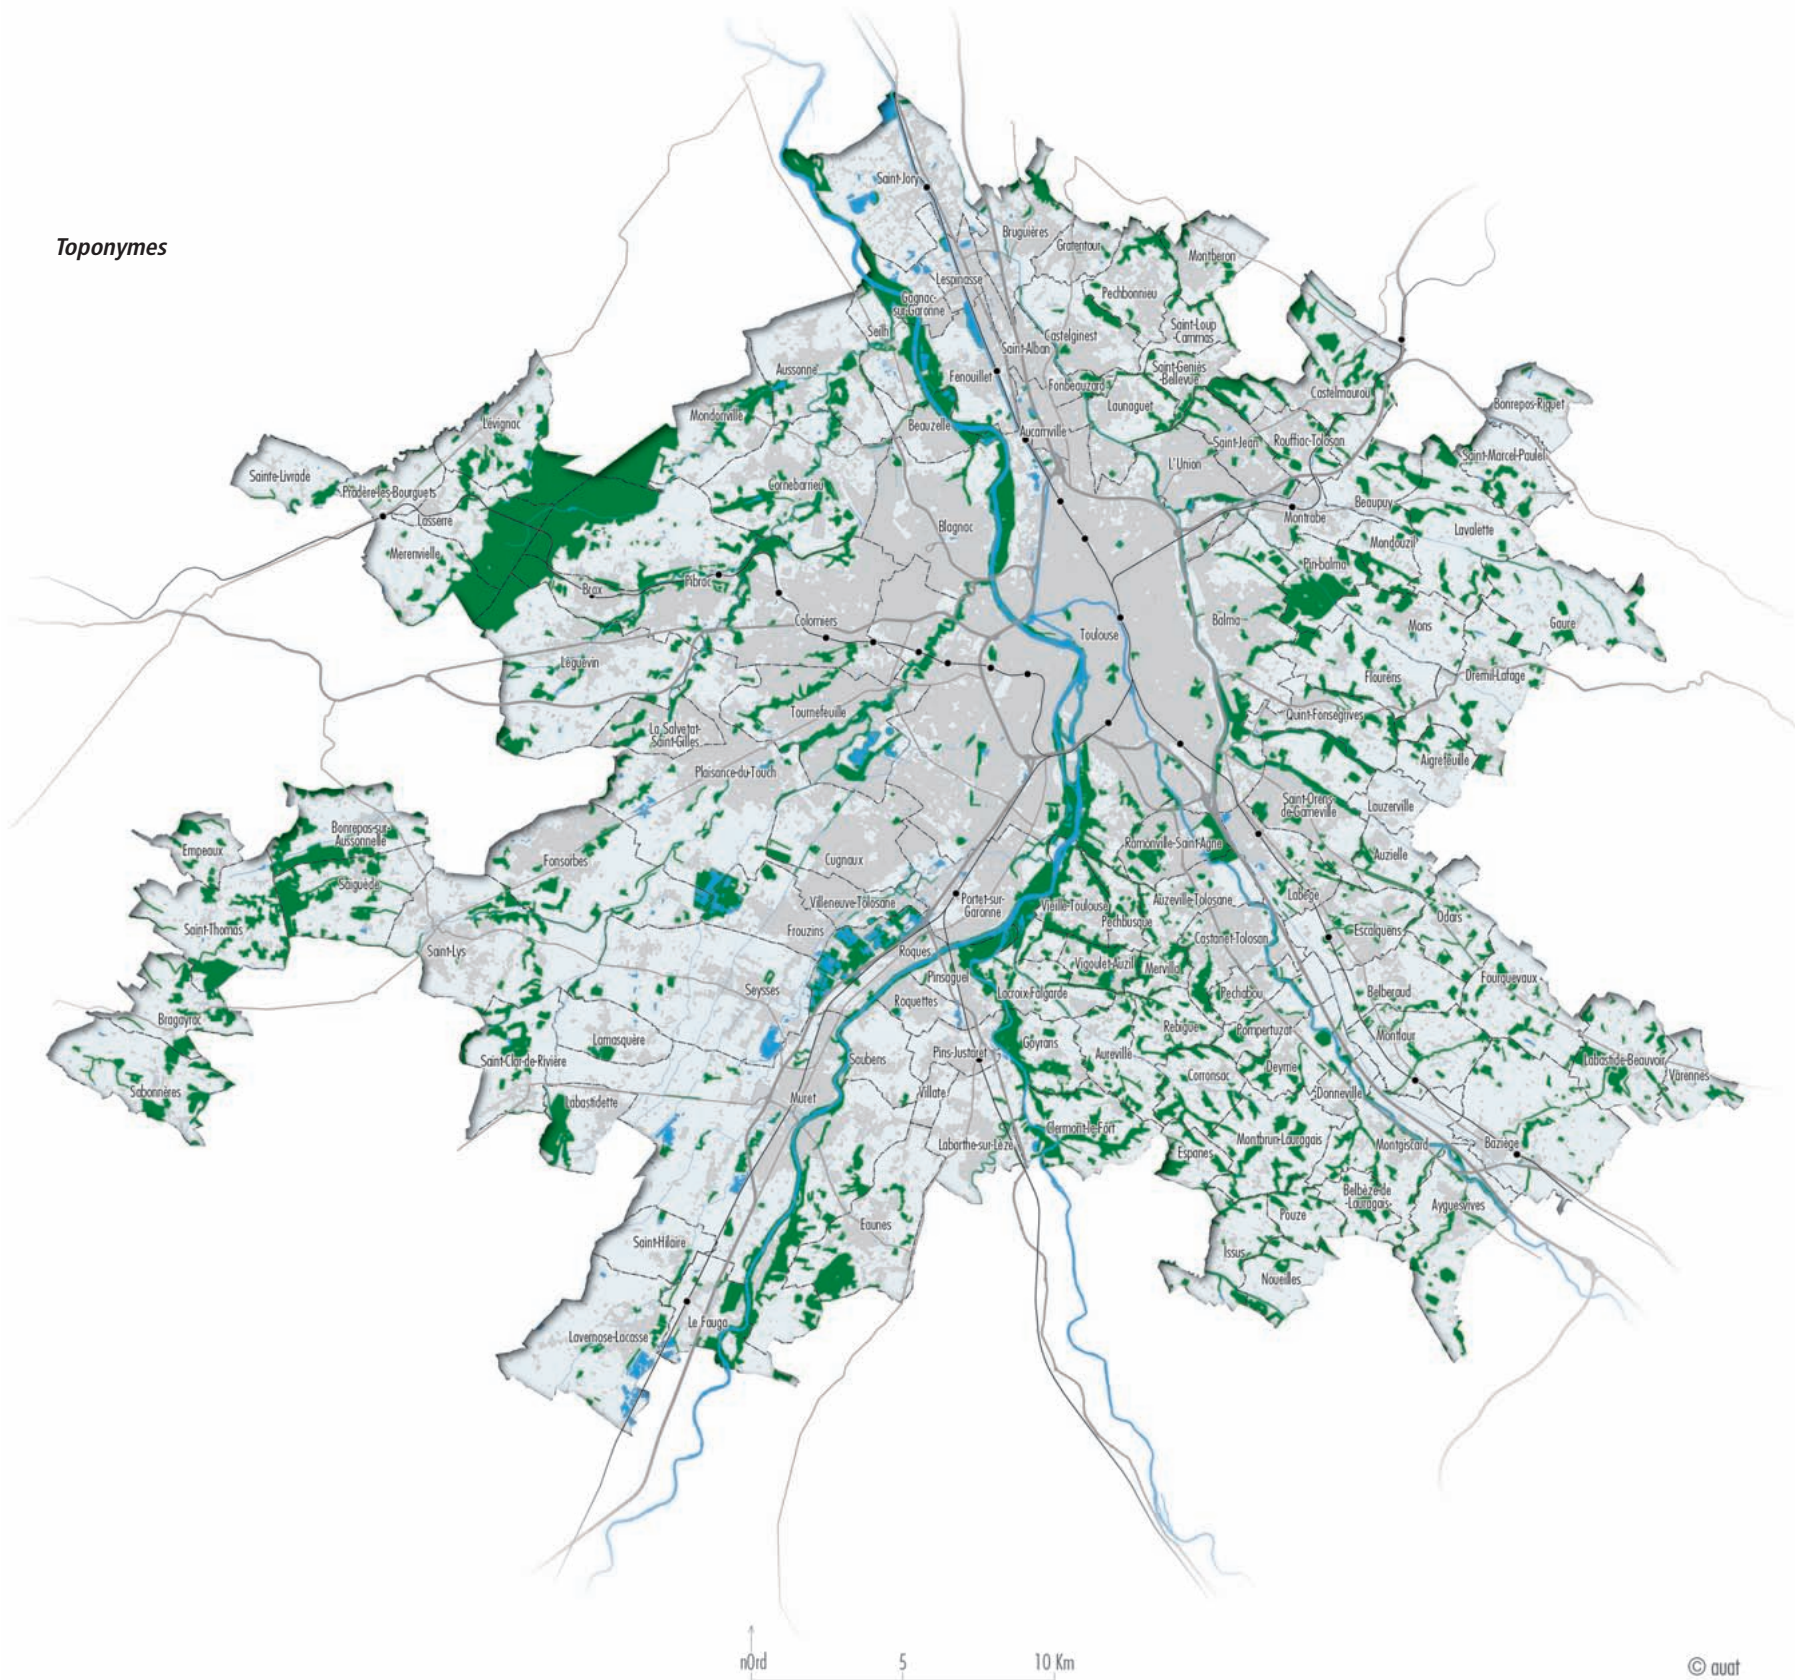 Toponymes
Saint-Jory
Bruguières
Gratentour
Montberon
Lespinasse
Pechbonnieu
Gagnac-
sur-Garonne
Seilh
Saint-Loup
-Cammas
Castelginest
Saint-Alban
Aussonne
Fenouillet
Saint-Geniès
-Bellevue
Fonbeauzard
Castelmaurou
Launaguet
Bonrepos-Riquet
Mondonville
Lévignac
Beauzelle
Aucamville
Saint-Jean
Rouffiac-Tolosan
Saint-Marcel-Paulel
L'Union
Sainte-Livrade
Pradère-les-Bourguets
Cornebarrieu
Beaupuy
Lasserre
Montrabe
Blagnac
Lavalette
Mondouzil
Merenvielle
Pin-balma
Pibrac
Brax
Colomiers
Balma
Mons
Gaure
Toulouse
Léguevin
Flourens
Dremil-Lafage
Tournefeuille
Quint-Fonsegrives
La Salvetat-
Saint-Gilles
Aigrefeuille
Plaisance-du-Touch
Saint-Orens
de-Gameville
Lauzerville
Bonrepos-sur-
Aussonnelle
Ramonville-Saint-Agne
Empeaux
Fonsorbes
Cugnaux
Auzielle
Saiguède
Labège
Villeneuve-Tolosane
Portet-sur-
Garonne
Vieille-Toulouse
Auzeville-Tolosane
Pechbusque
Odars
Saint-Thomas
Frouzins
Castanet-Tolosan
Escalquens
Saint-Lys
Roques
Vigoulet-Auzil
Mervilla
Pinsaguel
Fourquevaux
Seysses
Lacroix-Falgarde
Pechabou
Belberaud
Roquettes
Bragayrac
Rebigue
Pompertuzat
Montlaur
Lamasquère
Goyrans
Saint-Clar-de-Rivière
Saubens
Pins-Justaret
Aureville
Labastide-Beauvoir
Deyme
Varennes
Corronsac
Sabonnères
Villate
Donneville
Labastidette
Muret
Clermont-le-Fort
Montbrun-Lauragais
Labarthe-sur-Lèze
Montgiscard
Baziège
Espanes
Belbèze-de
-Lauragais
Ayguesvives
Pouze
Eaunes
Saint-Hilaire
Issus
Noueilles
Le Fauga
Lavernose-Lacasse
n0rd
5
10 Km
© auat